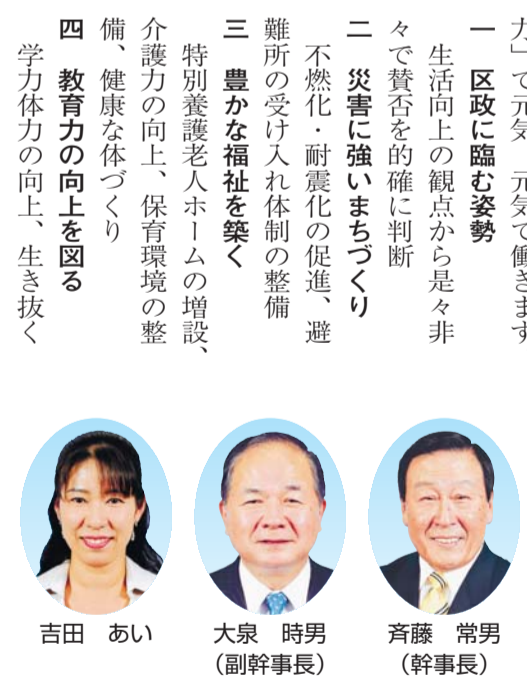 力」で元気 元気で働きます
一 区政に臨む姿勢
生活向上の観点から是々非
々で賛否を的確に判断
二 災害に強いまちづくり
不燃化・耐震化の促進、避
難所の受け入れ体制の整備
三 豊かな福祉を築く
特別養護老人ホームの増設、
介護力の向上、保育環境の整
備、健康な体づくり
四 教育力の向上を図る
学力体力の向上、生き抜く
斉藤 常男
（幹事長）
大泉 時男
（副幹事長）
吉田 あい